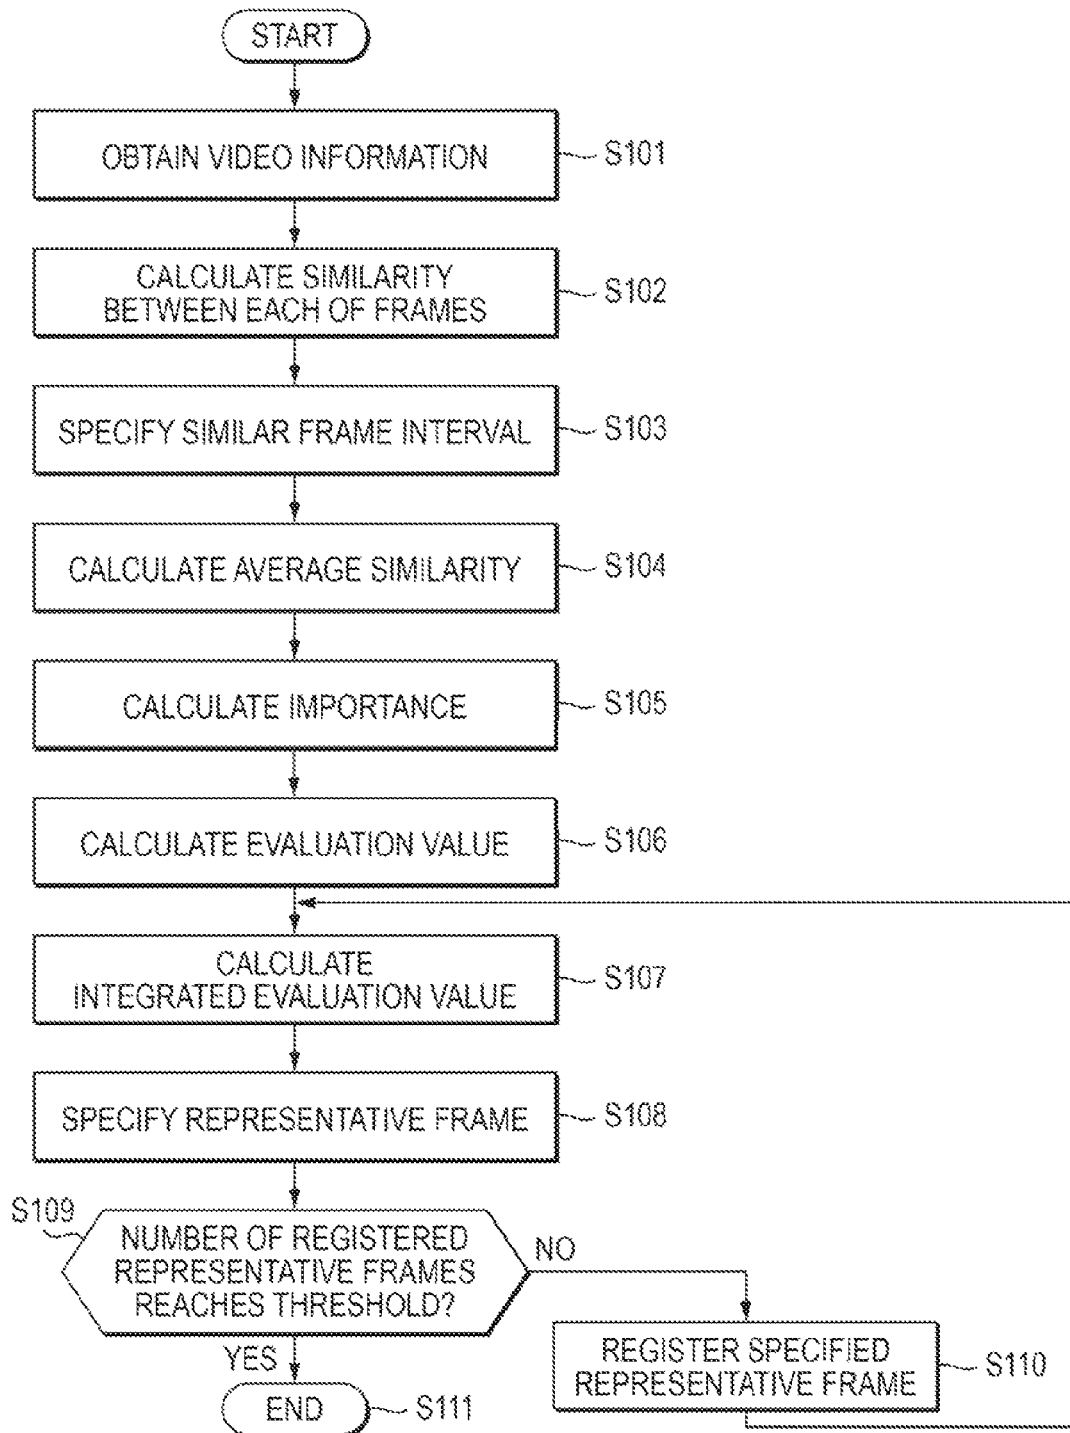 START
OBTAIN VIDEO INFORMATION
S101
CALCULATE SIMILARITY
BETWEEN EACH OF FRAMES
S102
SPECIFY SIMILAR FRAME INTERVAL
S103
CALCULATE AVERAGE SIMILARITY
S104
CALCULATE IMPORTANCE
S105
CALCULATE EVALUATION VALUE
S106
CALCULATE
INTEGRATED EVALUATION VALUE
S107
SPECIFY REPRESENTATIVE FRAME
S108
S109
NUMBER OF REGISTERED
REPRESENTATIVE FRAMES
REACHES THRESHOLD?
NO
YES
REGISTER SPECIFIED
REPRESENTATIVE FRAME
S110
END
S111